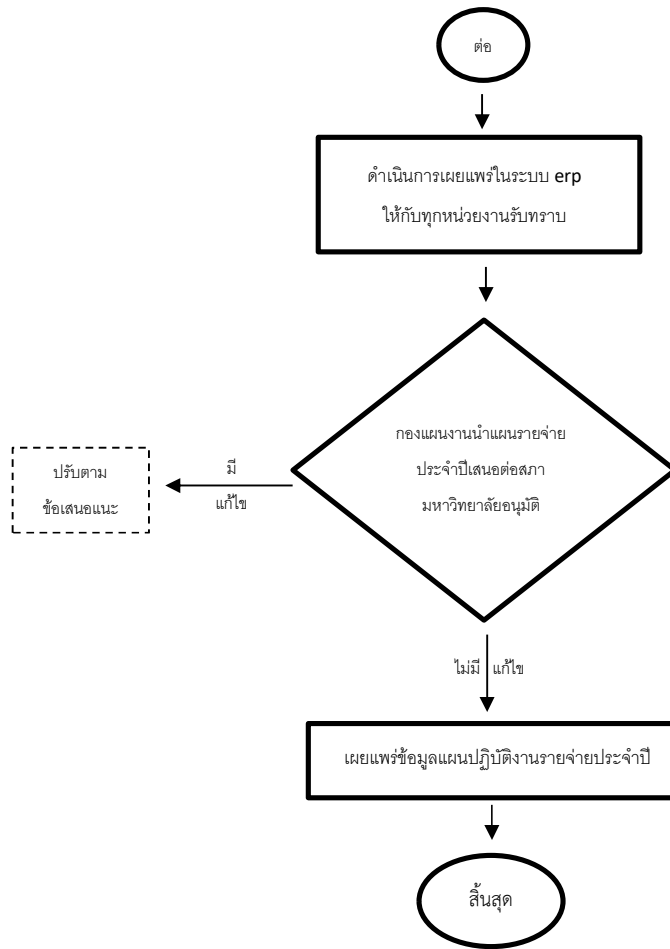 ต่อ
ดำเนินการเผยแพร่ในระบบ erp
ให้กับทุกหน่วยงานรับทราบ
กองแผนงานนำแผนรายจ่าย
ประจำปีเสนอต่อสภา
มหาวิทยาลัยอนุมัติ
มี
แก้ไข
ปรับตาม
ข้อเสนอแนะ
ไม่มี แก้ไข
เผยแพร่ข้อมูลแผนปฏิบัติงานรายจ่ายประจำปี
สิ้นสุด